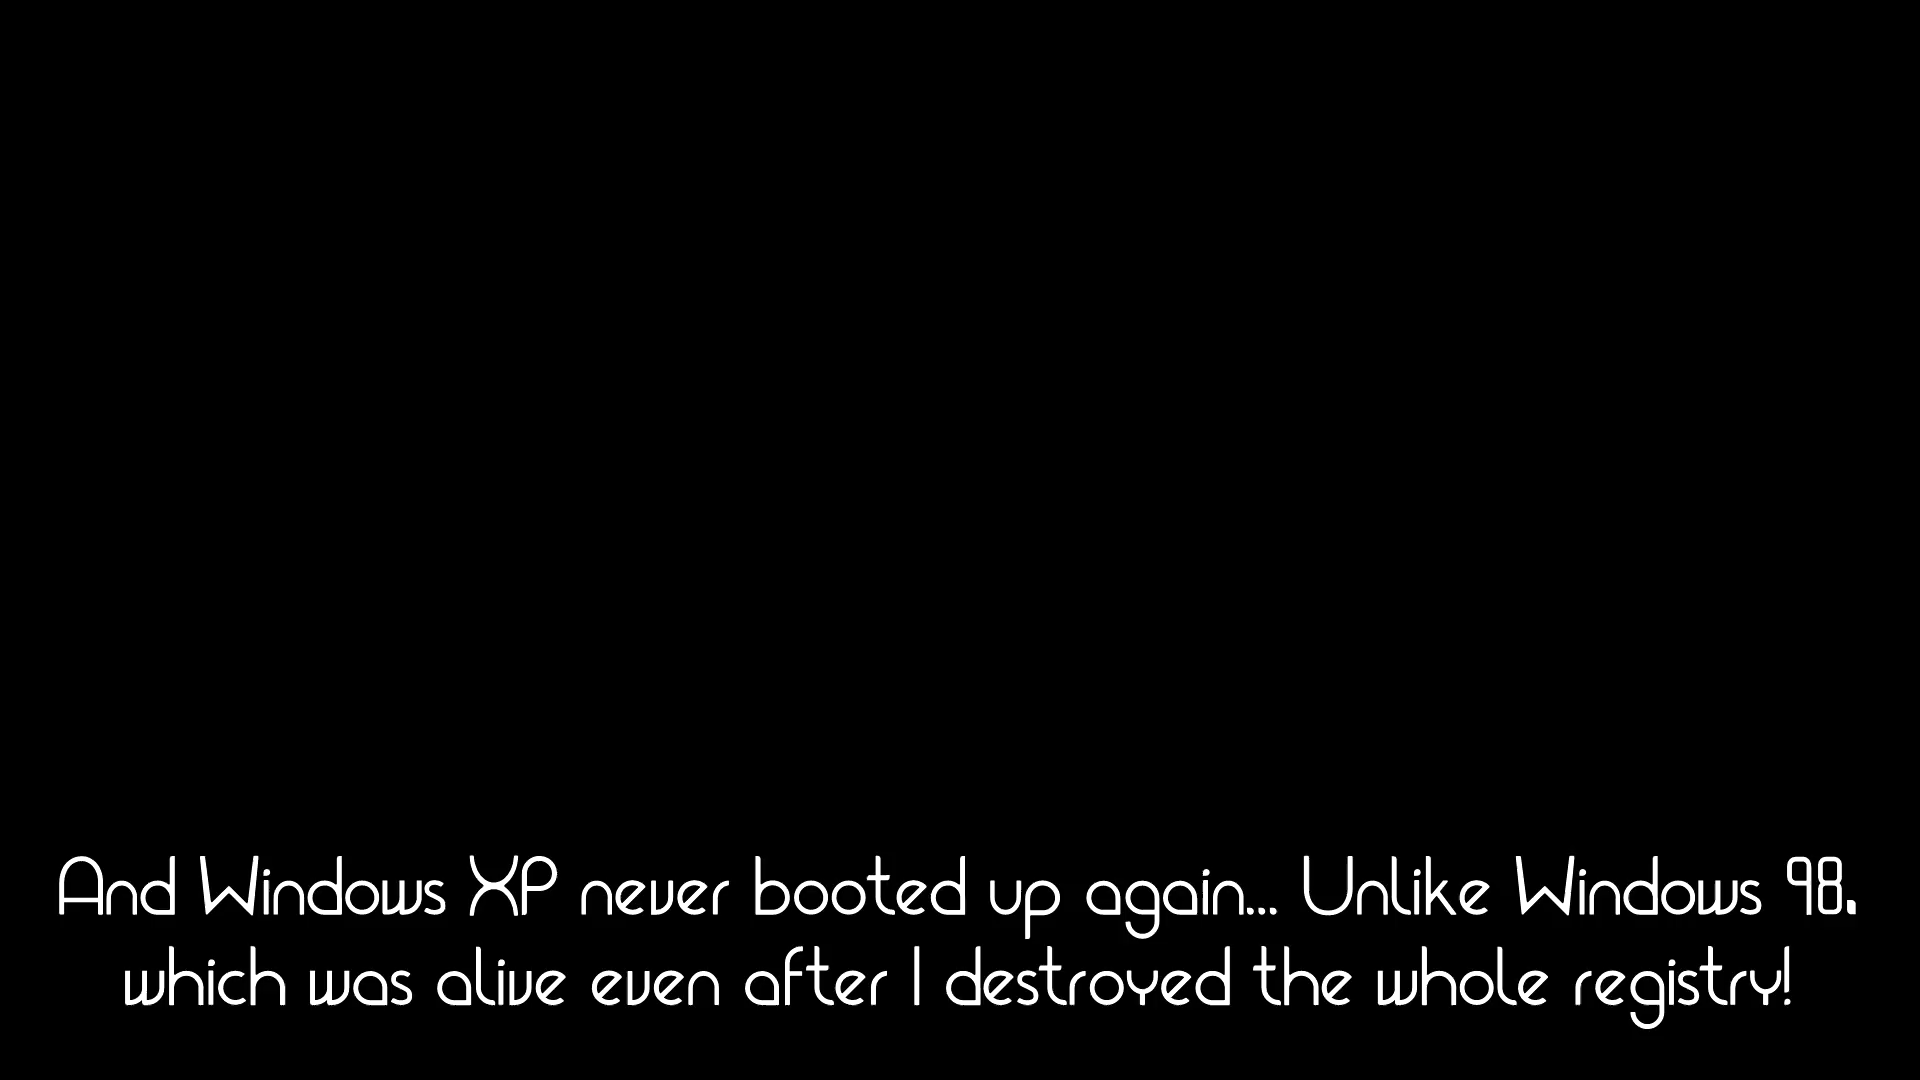 And Windows XP never booted up again... Unlike Windows 98,
which was alive even after I destroyed the whole registry!